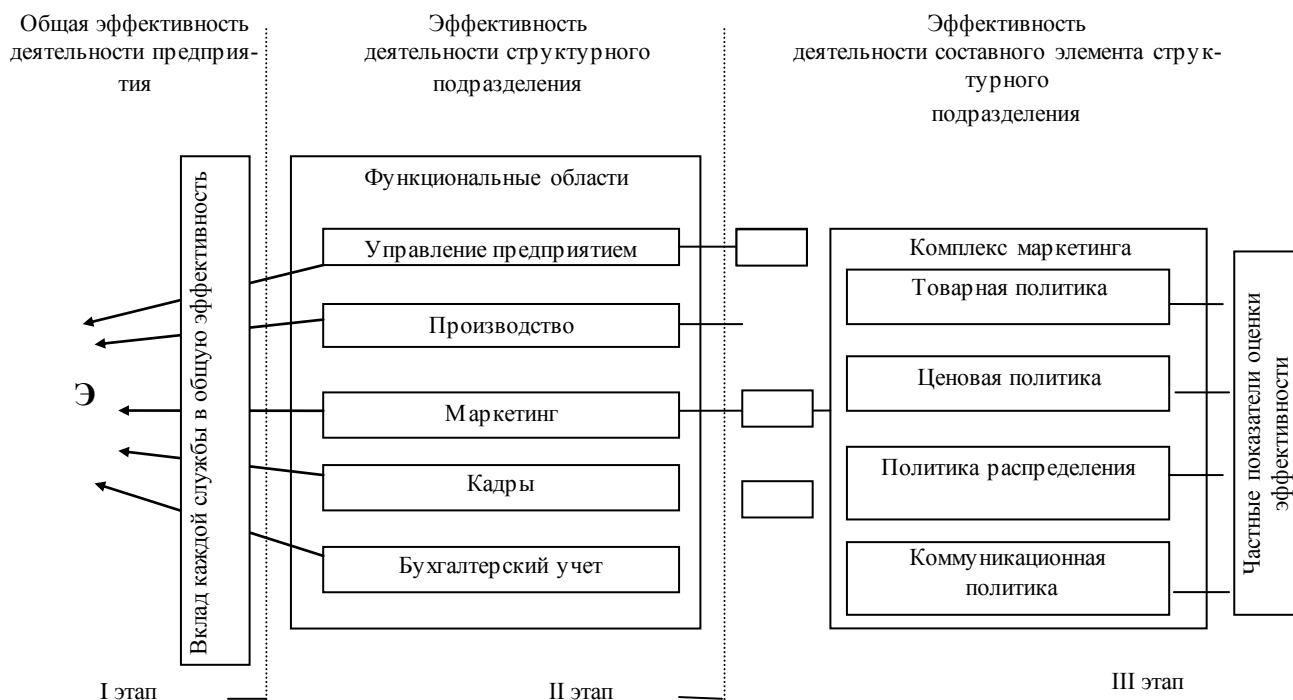 Общая эффективность
деятельности предприя-
тия
Эффективность
деятельности структурного
подразделения
Эффективность
деятельности составного элемента струк-
турного
подразделения
Вклад каждой службы в общую эффективность
Функциональные области
Управление предприятием
Производство
Э
Маркетинг
Кадры
Бухгалтерский учет
Комплекс маркетинга
Товарная политика
Ценовая политика
Политика распределения
Коммуникационная
политика
Частные показатели оценки
эффективности
I этап
II этап
III этап